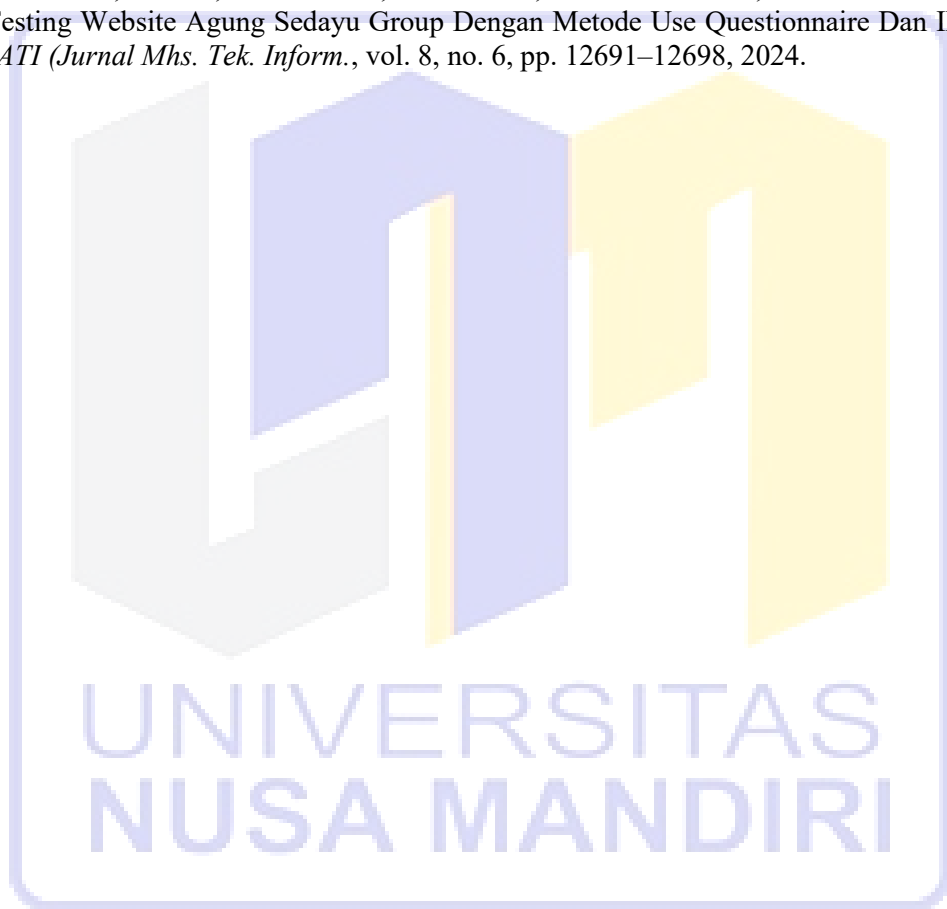 esting Website Agung Sedayu Group Dengan Metode Use Questionnaire Dan
ATI (Jurnal Mhs. Tek. Inform., vol. 8, no. 6, pp. 12691–12698, 2024.
UNIVERSITAS
NUSA MANDIRI